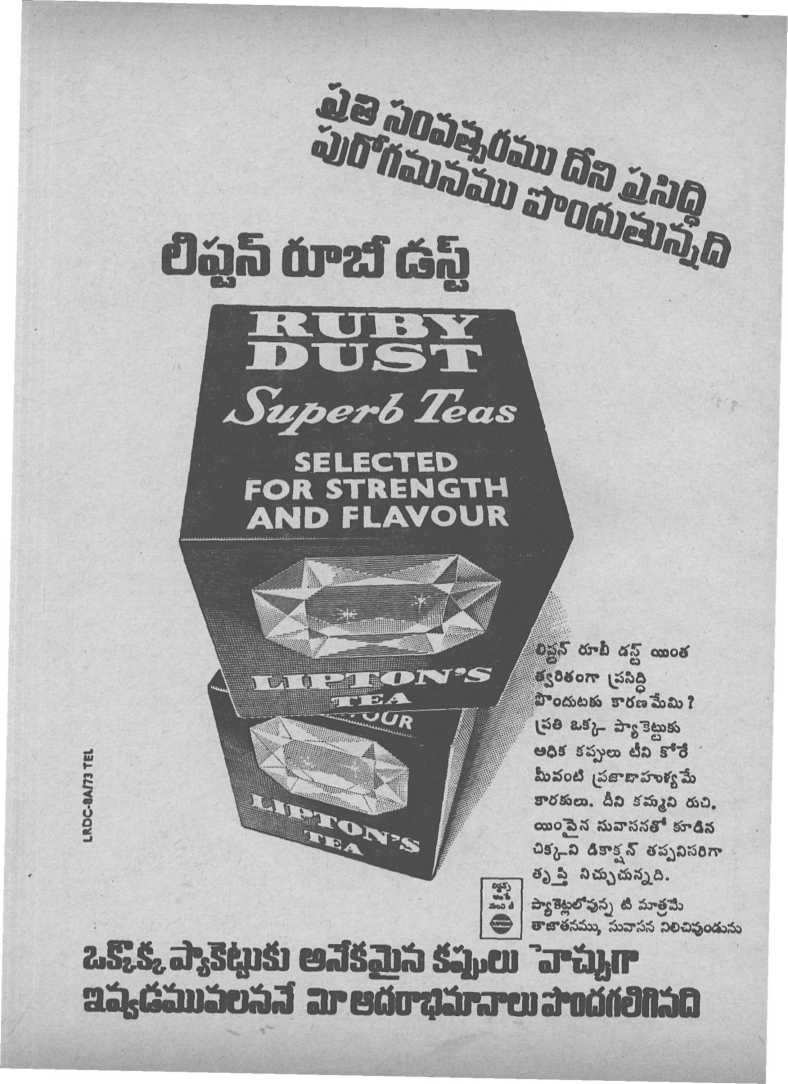 ప్రతి సంవత్సరము దీని ప్రసిద్ధి
పురోగమనము పొందుతున్నది
లిప్టన్ రూబీ డస్ట్
RUBY
DUST
Superb Teas
SELECTED
FOR STRENGTH
AND FLAVOUR
LIPTON'S
TEA
OUR
LIPTON'S
TEA
లిప్టన్ రూబీ డస్ట్ యింత
త్వరితంగా ప్రసిద్ధి
పొందుటకు కారణమేమి?
ప్రతి ఒక్క ప్యాకెట్టుకు
అధిక కప్పులు టీని కోరే
మీవంటి ప్రజాబాహుళ్యమే
కారకులు. దీని కమ్మని రుచి,
యింపైన సువాసనతో కూడిన
చిక్కని డికాక్షన్ తప్పనిసరిగా
తృప్తి నిచ్చుచున్నది.
ప్యాకెట్లలోవున్న టి మాత్రమే
తాజాతనము, సువాసన నిలిచివుండును
LRDC-8A/73 TEL
ఒక్కొక్క ప్యాకెట్టుకు అనేకమైన కప్పులు వాచ్చుగా
ఇవ్వడమువలననే మా ఆదరాభిమానాలు పొందగలిగినది